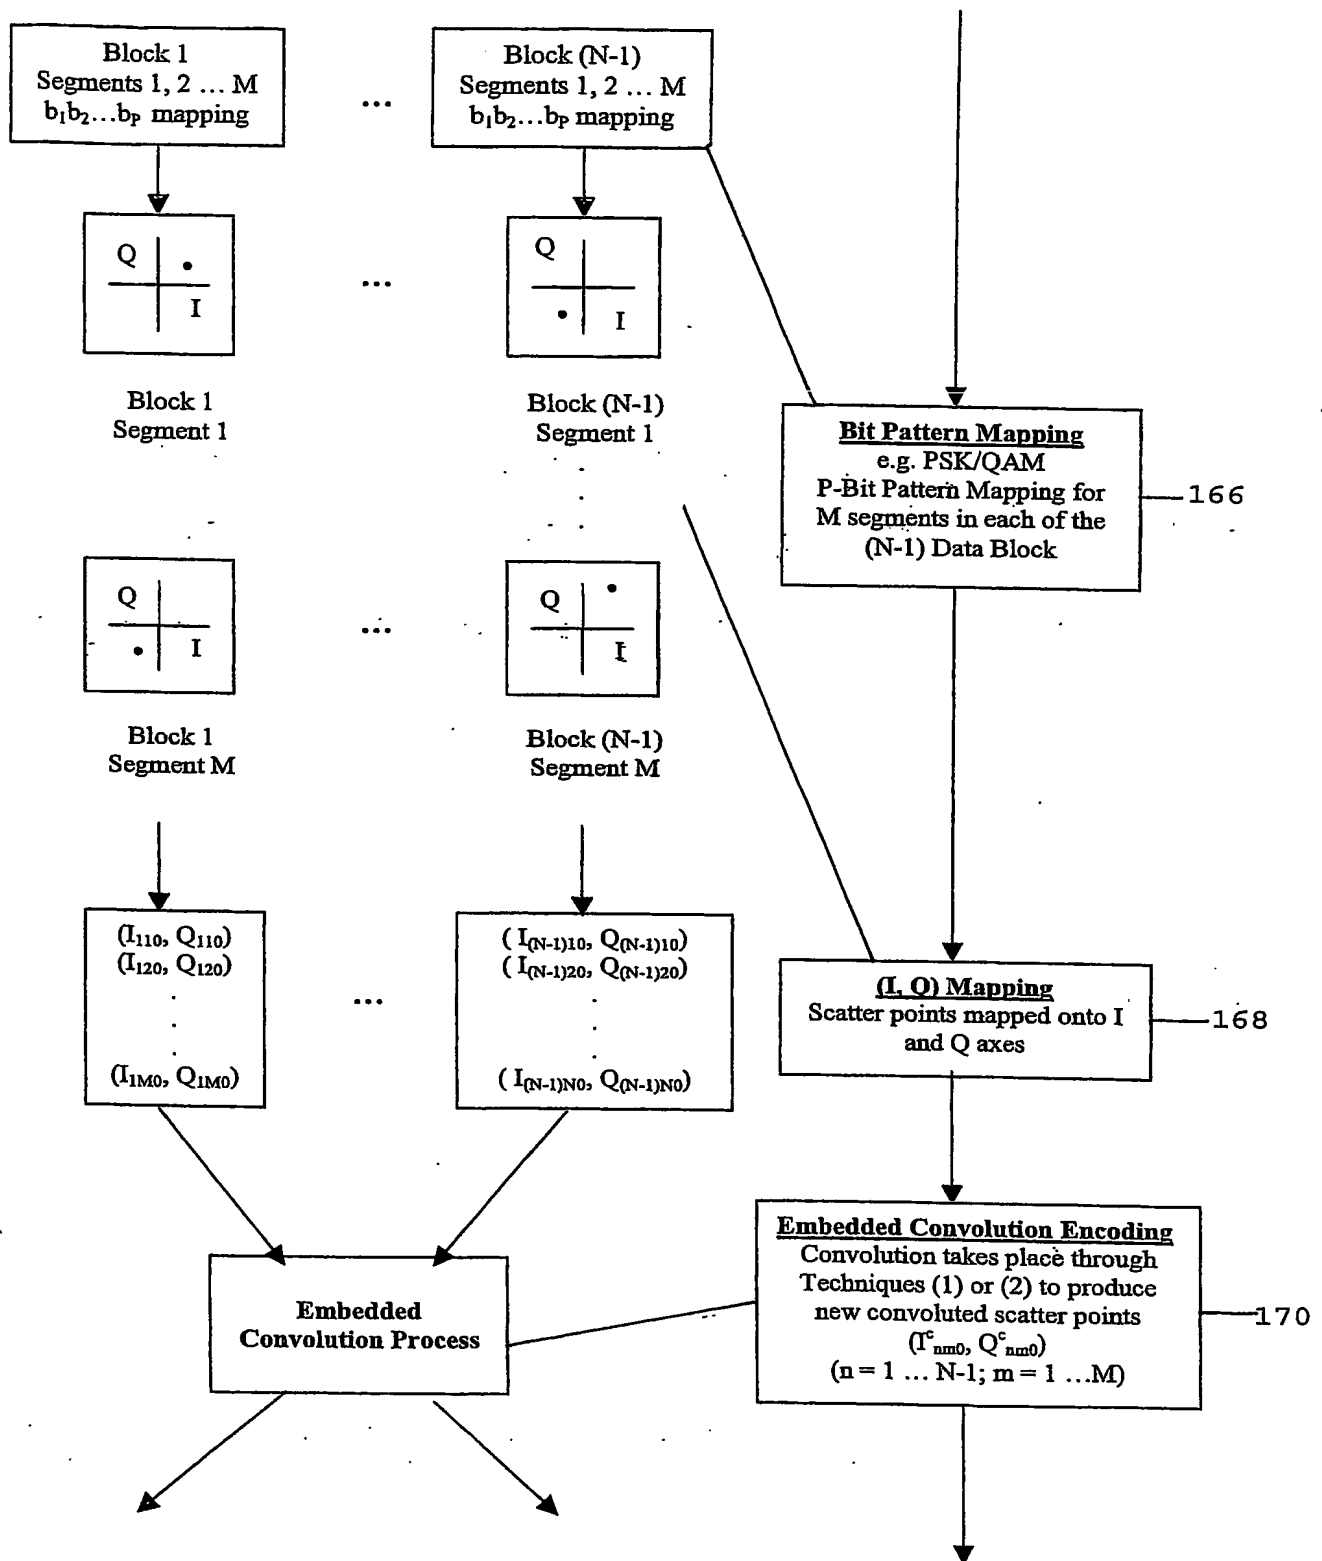 Block 1
Segments 1, 2 ... M
b₁b₂...bₚ mapping
...
Block (N-1)
Segments 1, 2 ... M
b₁b₂...bₚ mapping
Q
I
...
Q
I
Block 1
Segment 1
Block (N-1)
Segment 1
Bit Pattern Mapping
e.g. PSK/QAM
P-Bit Pattern Mapping for
M segments in each of the
(N-1) Data Block
166
Q
I
...
Q
I
Block 1
Segment M
Block (N-1)
Segment M
(I₁₁₀, Q₁₁₀)
(I₁₂₀, Q₁₂₀)
(I₁M₀, Q₁M₀)
...
( I₍N₋₁₎₁₀, Q₍N₋₁₎₁₀)
( I₍N₋₁₎₂₀, Q₍N₋₁₎₂₀)
( I₍N₋₁₎N₀, Q₍N₋₁₎N₀)
(I, Q) Mapping
Scatter points mapped onto I
and Q axes
168
Embedded
Convolution Process
Embedded Convolution Encoding
Convolution takes place through
Techniques (1) or (2) to produce
new convoluted scatter points
(Iᶜₙₘ₀, Qᶜₙₘ₀)
(n = 1 ... N-1; m = 1 ...M)
170